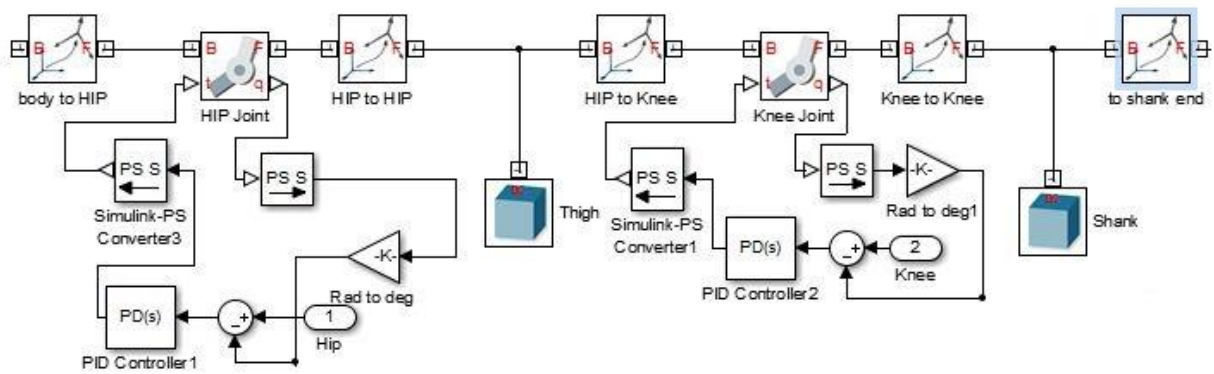 B F
B F
B F
B F
B F
B F
B F
t q
t q
body to HIP
HIP Joint
HIP to HIP
HIP to Knee
Knee Joint
Knee to Knee
to shank end
PS S
PS S
PS S
PS S
-K-
Simulink-PS
Converter3
Thigh
Simulink-PS
Converter1
Rad to deg1
Shank
-K-
PD(s)
2
Knee
Rad to deg
PID Controller2
PD(s)
1
Hip
PID Controller1